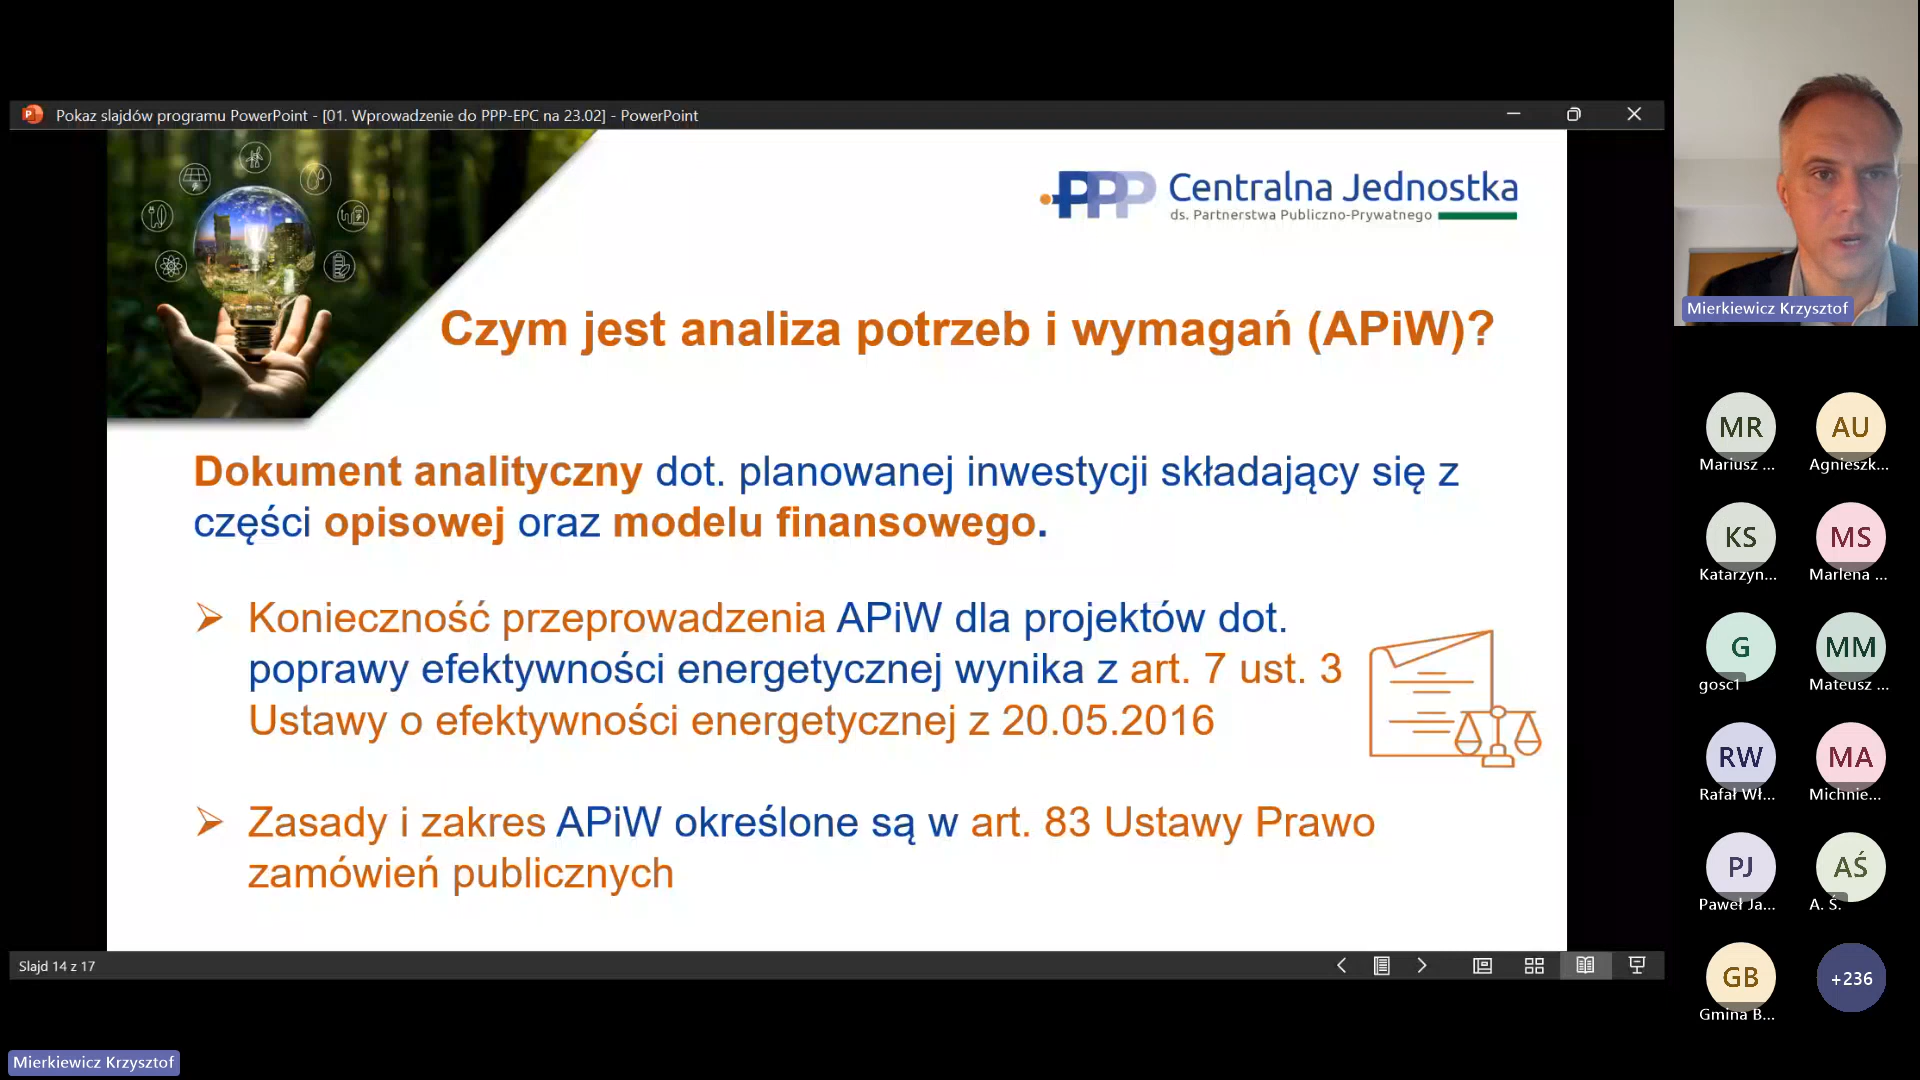 Pokaz slajdów programu PowerPoint - [01. Wprowadzenie do PPP-EPC na 23.02] - PowerPoint
PPP Centralna Jednostka
ds. Partnerstwa Publiczno-Prywatnego
Czym jest analiza potrzeb i wymagań (APiW)?
Dokument analityczny dot. planowanej inwestycji składający się z
części opisowej oraz modelu finansowego.
Konieczność przeprowadzenia APiW dla projektów dot.
poprawy efektywności energetycznej wynika z art. 7 ust. 3
Ustawy o efektywności energetycznej z 20.05.2016
Zasady i zakres APiW określone są w art. 83 Ustawy Prawo
zamówień publicznych
Slajd 14 z 17
Mierkiewicz Krzysztof
Mierkiewicz Krzysztof
MR
Mariusz ...
AU
Agnieszk...
KS
Katarzyn...
MS
Marlena ...
G
gosc1
MM
Mateusz ...
RW
Rafał Wł...
MA
Michnie...
PJ
Paweł Ja...
AŚ
A. Ś.
GB
Gmina B...
+236